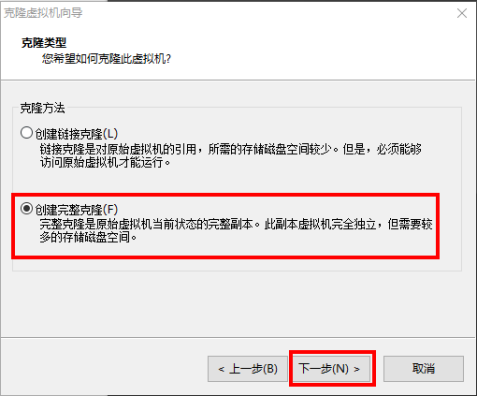 克隆虚拟机向导
克隆类型
您希望如何克隆此虚拟机?
克隆方法
创建链接克隆(L)
链接克隆是对原始虚拟机的引用，所需的存储磁盘空间较少。但是，必须能够
访问原始虚拟机才能运行。
创建完整克隆(F)
完整克隆是原始虚拟机当前状态的完整副本。此副本虚拟机完全独立，但需要较
多的存储磁盘空间。
< 上一步(B)
下一步(N) >
取消